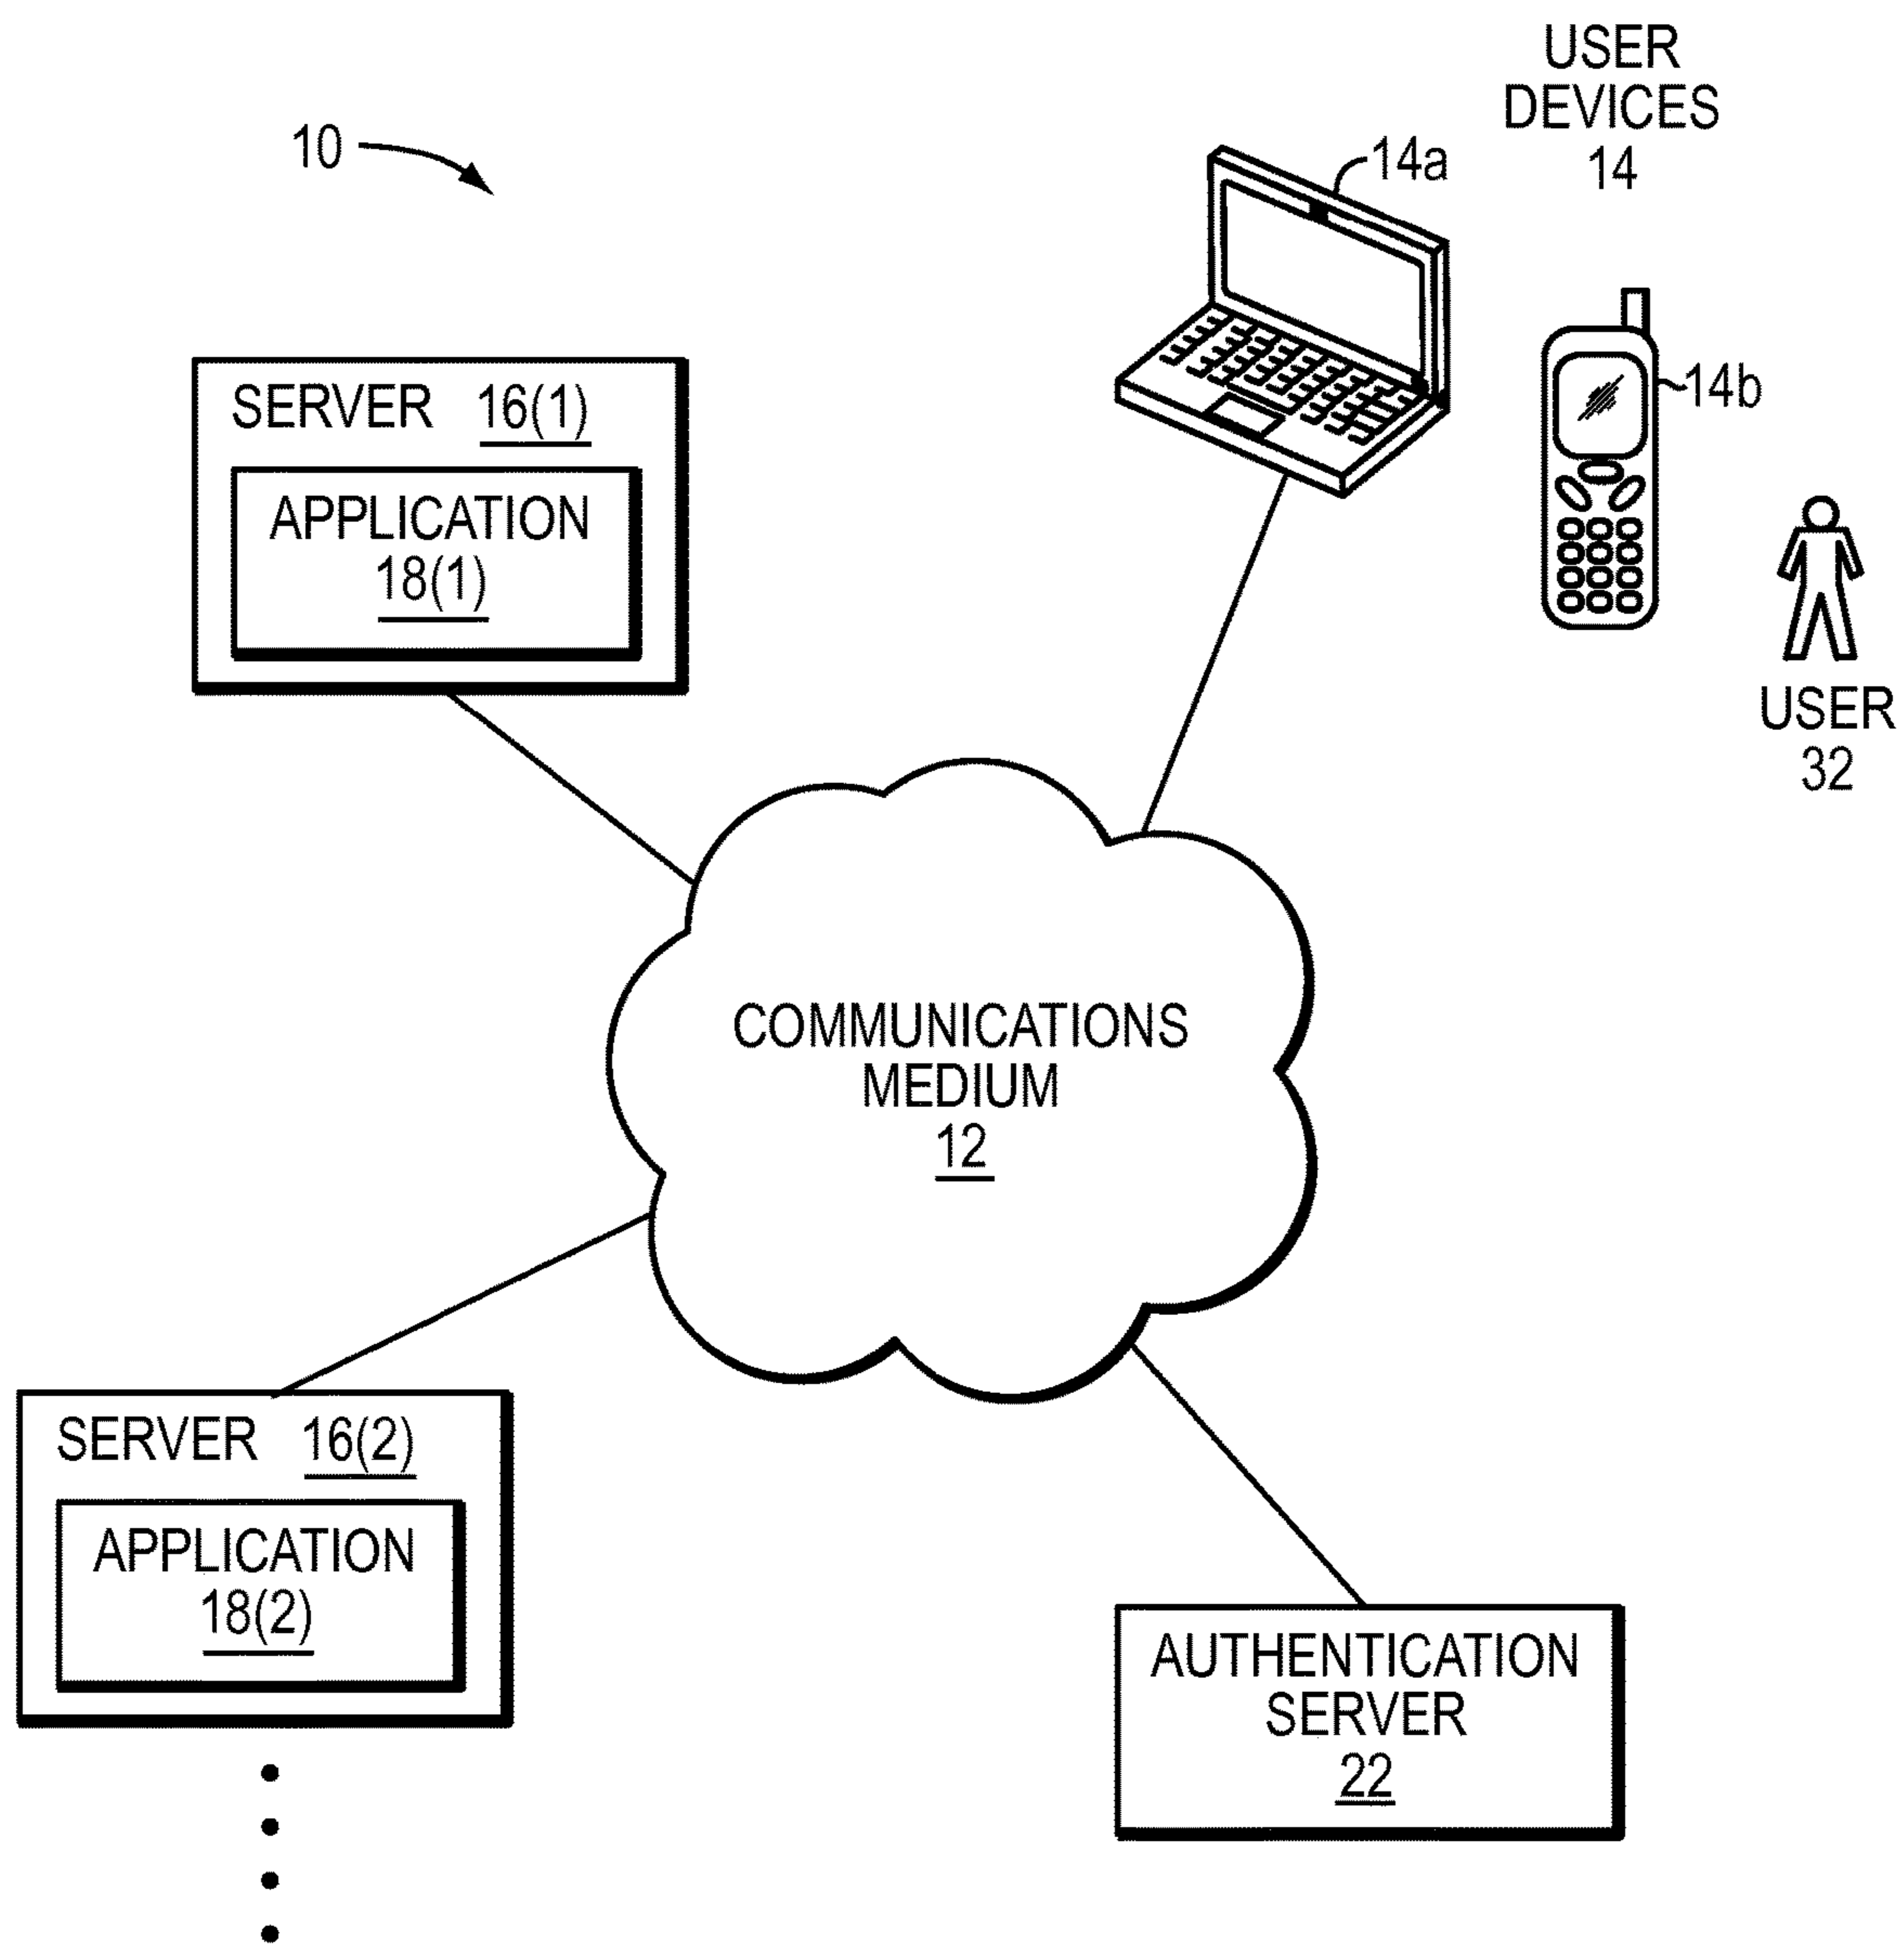 USER
DEVICES
14
10
14a
14b
SERVER 16(1)
APPLICATION
18(1)
USER
32
COMMUNICATIONS
MEDIUM
12
SERVER 16(2)
APPLICATION
18(2)
AUTHENTICATION
SERVER
22